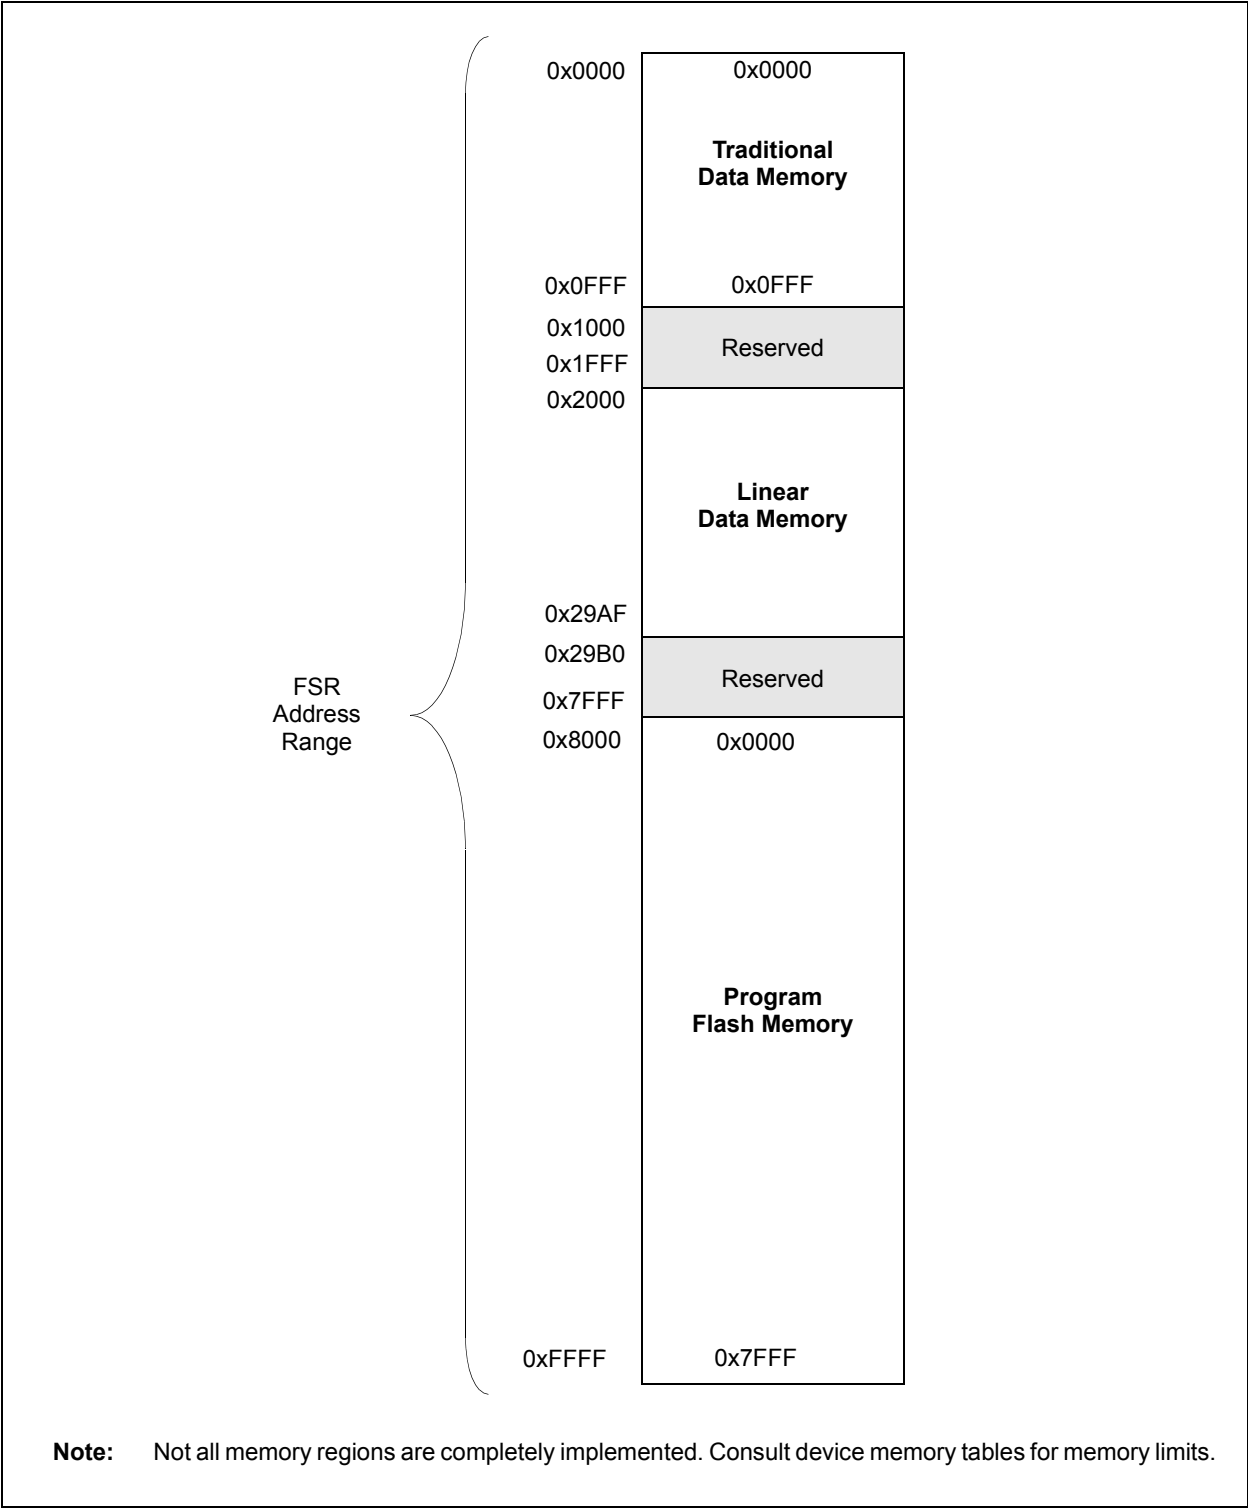 0x0000 0x0000
Traditional
Data Memory
0x0FFF 0x0FFF
0x1000
Reserved
0x1FFF
0x2000
Linear
Data Memory
0x29AF
0x29B0
Reserved
0x7FFF
FSR
Address
Range
0x8000 0x0000
Program
Flash Memory
0xFFFF 0x7FFF
Note: Not all memory regions are completely implemented. Consult device memory tables for memory limits.